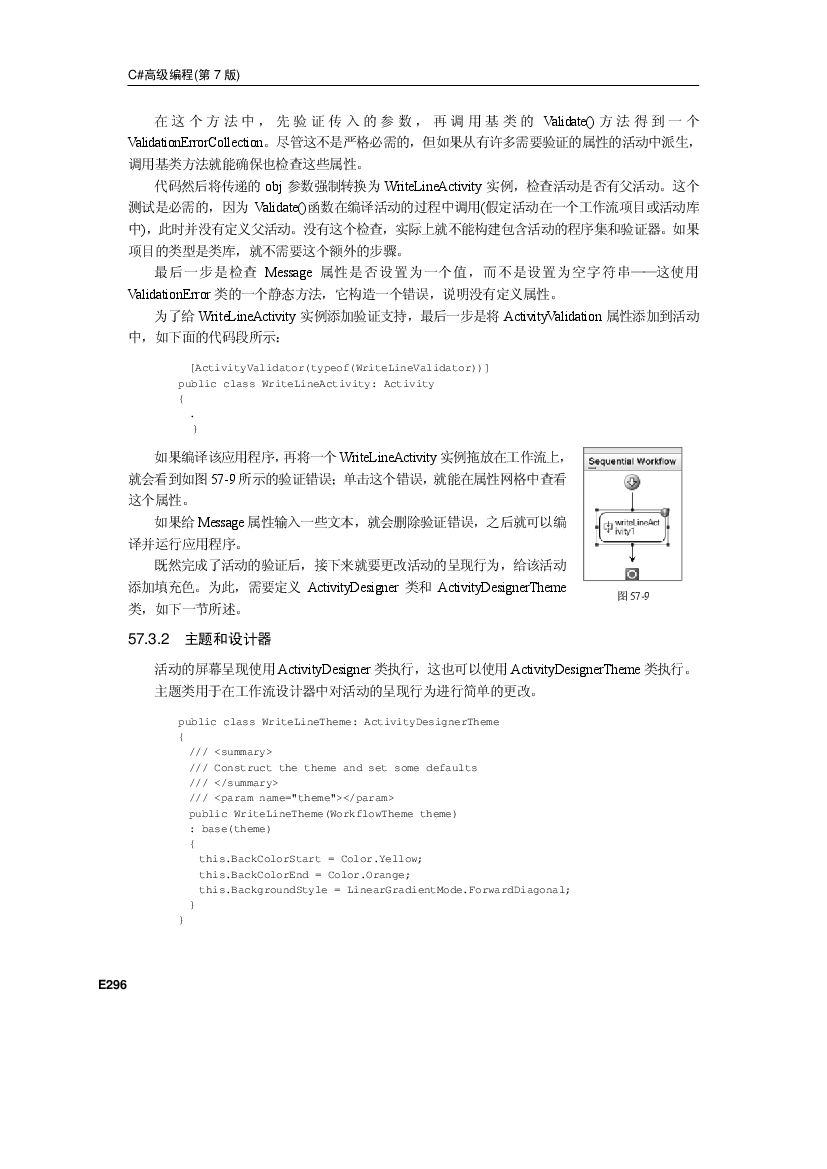 C#高级编程(第 7 版)
在这个方法中，先验证传入的参数，再调用基类的 Validate()方法得到一个
ValidationErrorCollection。尽管这不是严格必需的，但如果从有许多需要验证的属性的活动中派生，
调用基类方法就能确保也检查这些属性。
代码然后将传递的 obj 参数强制转换为 WriteLineActivity 实例，检查活动是否有父活动。这个
测试是必需的，因为 Validate()函数在编译活动的过程中调用(假定活动在一个工作流项目或活动库
中)，此时并没有定义父活动。没有这个检查，实际上就不能构建包含活动的程序集和验证器。如果
项目的类型是类库，就不需要这个额外的步骤。
最后一步是检查 Message 属性是否设置为一个值，而不是设置为空字符串——这使用
ValidationError 类的一个静态方法，它构造一个错误，说明没有定义属性。
为了给 WriteLineActivity 实例添加验证支持，最后一步是将 ActivityValidation 属性添加到活动
中，如下面的代码段所示：
[ActivityValidator(typeof(WriteLineValidator))]
public class WriteLineActivity: Activity
{
.
}
如果编译该应用程序，再将一个 WriteLineActivity 实例拖放在工作流上，
就会看到如图 57-9 所示的验证错误；单击这个错误，就能在属性网格中查看
这个属性。
如果给 Message 属性输入一些文本，就会删除验证错误，之后就可以编
译并运行应用程序。
既然完成了活动的验证后，接下来就要更改活动的呈现行为，给该活动
添加填充色。为此，需要定义 ActivityDesigner 类和 ActivityDesignerTheme
类，如下一节所述。
Sequential Workflow
writeLineAct
ivity1
图 57-9
57.3.2 主题和设计器
活动的屏幕呈现使用 ActivityDesigner 类执行，这也可以使用 ActivityDesignerTheme 类执行。
主题类用于在工作流设计器中对活动的呈现行为进行简单的更改。
public class WriteLineTheme: ActivityDesignerTheme
{
/// <summary>
/// Construct the theme and set some defaults
/// </summary>
/// <param name="theme"></param>
public WriteLineTheme(WorkflowTheme theme)
: base(theme)
{
this.BackColorStart = Color.Yellow;
this.BackColorEnd = Color.Orange;
this.BackgroundStyle = LinearGradientMode.ForwardDiagonal;
}
}
E296